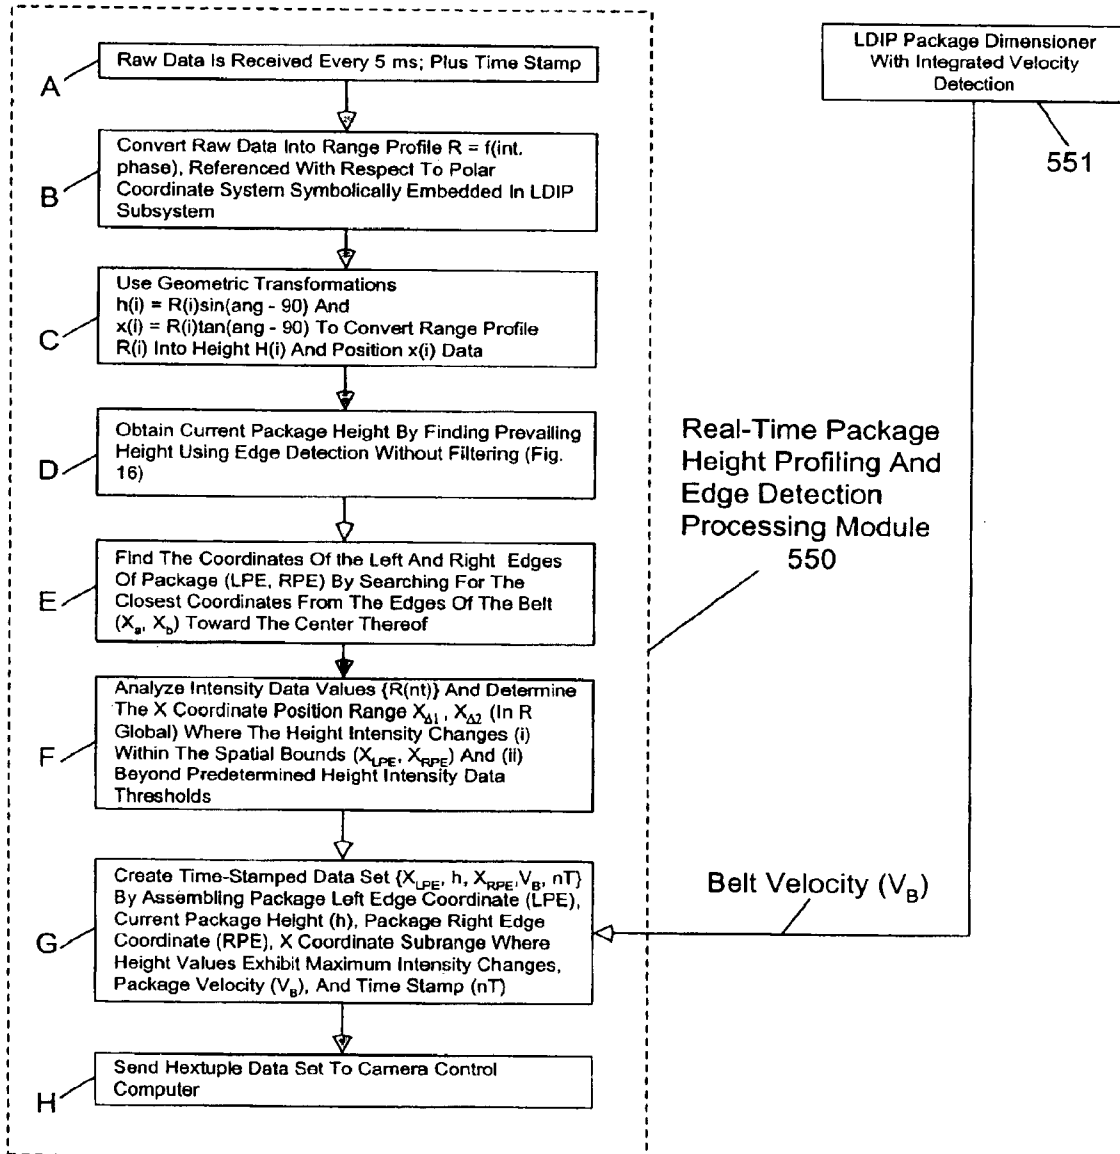 A
Raw Data Is Received Every 5 ms; Plus Time Stamp
B
Convert Raw Data Into Range Profile R = f(int.
phase), Referenced With Respect To Polar
Coordinate System Symbolically Embedded In LDIP
Subsystem
C
Use Geometric Transformations
h(i) = R(i)sin(ang - 90) And
x(i) = R(i)tan(ang - 90) To Convert Range Profile
R(i) Into Height H(i) And Position x(i) Data
D
Obtain Current Package Height By Finding Prevailing
Height Using Edge Detection Without Filtering (Fig.
16)
E
Find The Coordinates Of the Left And Right Edges
Of Package (LPE, RPE) By Searching For The
Closest Coordinates From The Edges Of The Belt
(Xa, Xb) Toward The Center Thereof
F
Analyze Intensity Data Values {R(nt)} And Determine
The X Coordinate Position Range XΔ1, XΔ2 (In R
Global) Where The Height Intensity Changes (i)
Within The Spatial Bounds (XLPE, XRPE) And (ii)
Beyond Predetermined Height Intensity Data
Thresholds
G
Create Time-Stamped Data Set {XLPE, h, XRPE,VB, nT}
By Assembling Package Left Edge Coordinate (LPE),
Current Package Height (h), Package Right Edge
Coordinate (RPE), X Coordinate Subrange Where
Height Values Exhibit Maximum Intensity Changes,
Package Velocity (VB), And Time Stamp (nT)
H
Send Hextuple Data Set To Camera Control
Computer
LDIP Package Dimensioner
With Integrated Velocity
Detection
551
Real-Time Package
Height Profiling And
Edge Detection
Processing Module
550
Belt Velocity (VB)